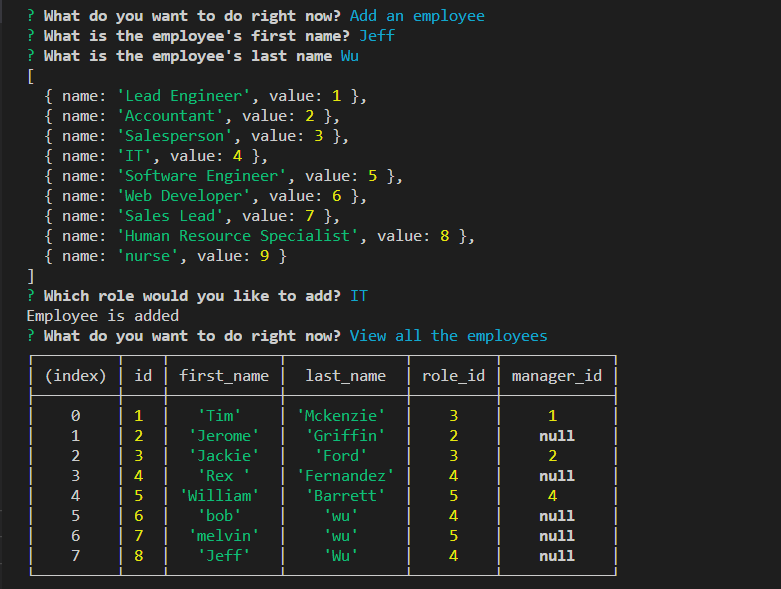 ? What do you want to do right now? Add an employee
? What is the employee's first name? Jeff
? What is the employee's last name Wu
[
  { name: 'Lead Engineer', value: 1 },
  { name: 'Accountant', value: 2 },
  { name: 'Salesperson', value: 3 },
  { name: 'IT', value: 4 },
  { name: 'Software Engineer', value: 5 },
  { name: 'Web Developer', value: 6 },
  { name: 'Sales Lead', value: 7 },
  { name: 'Human Resource Specialist', value: 8 },
  { name: 'nurse', value: 9 }
]
? Which role would you like to add? IT
Employee is added
? What do you want to do right now? View all the employees
(index) id first_name last_name role_id manager_id
0 1 'Tim' 'Mckenzie' 3 1
1 2 'Jerome' 'Griffin' 2 null
2 3 'Jackie' 'Ford' 3 2
3 4 'Rex ' 'Fernandez' 4 null
4 5 'William' 'Barrett' 5 4
5 6 'bob' 'wu' 4 null
6 7 'melvin' 'wu' 5 null
7 8 'Jeff' 'Wu' 4 null